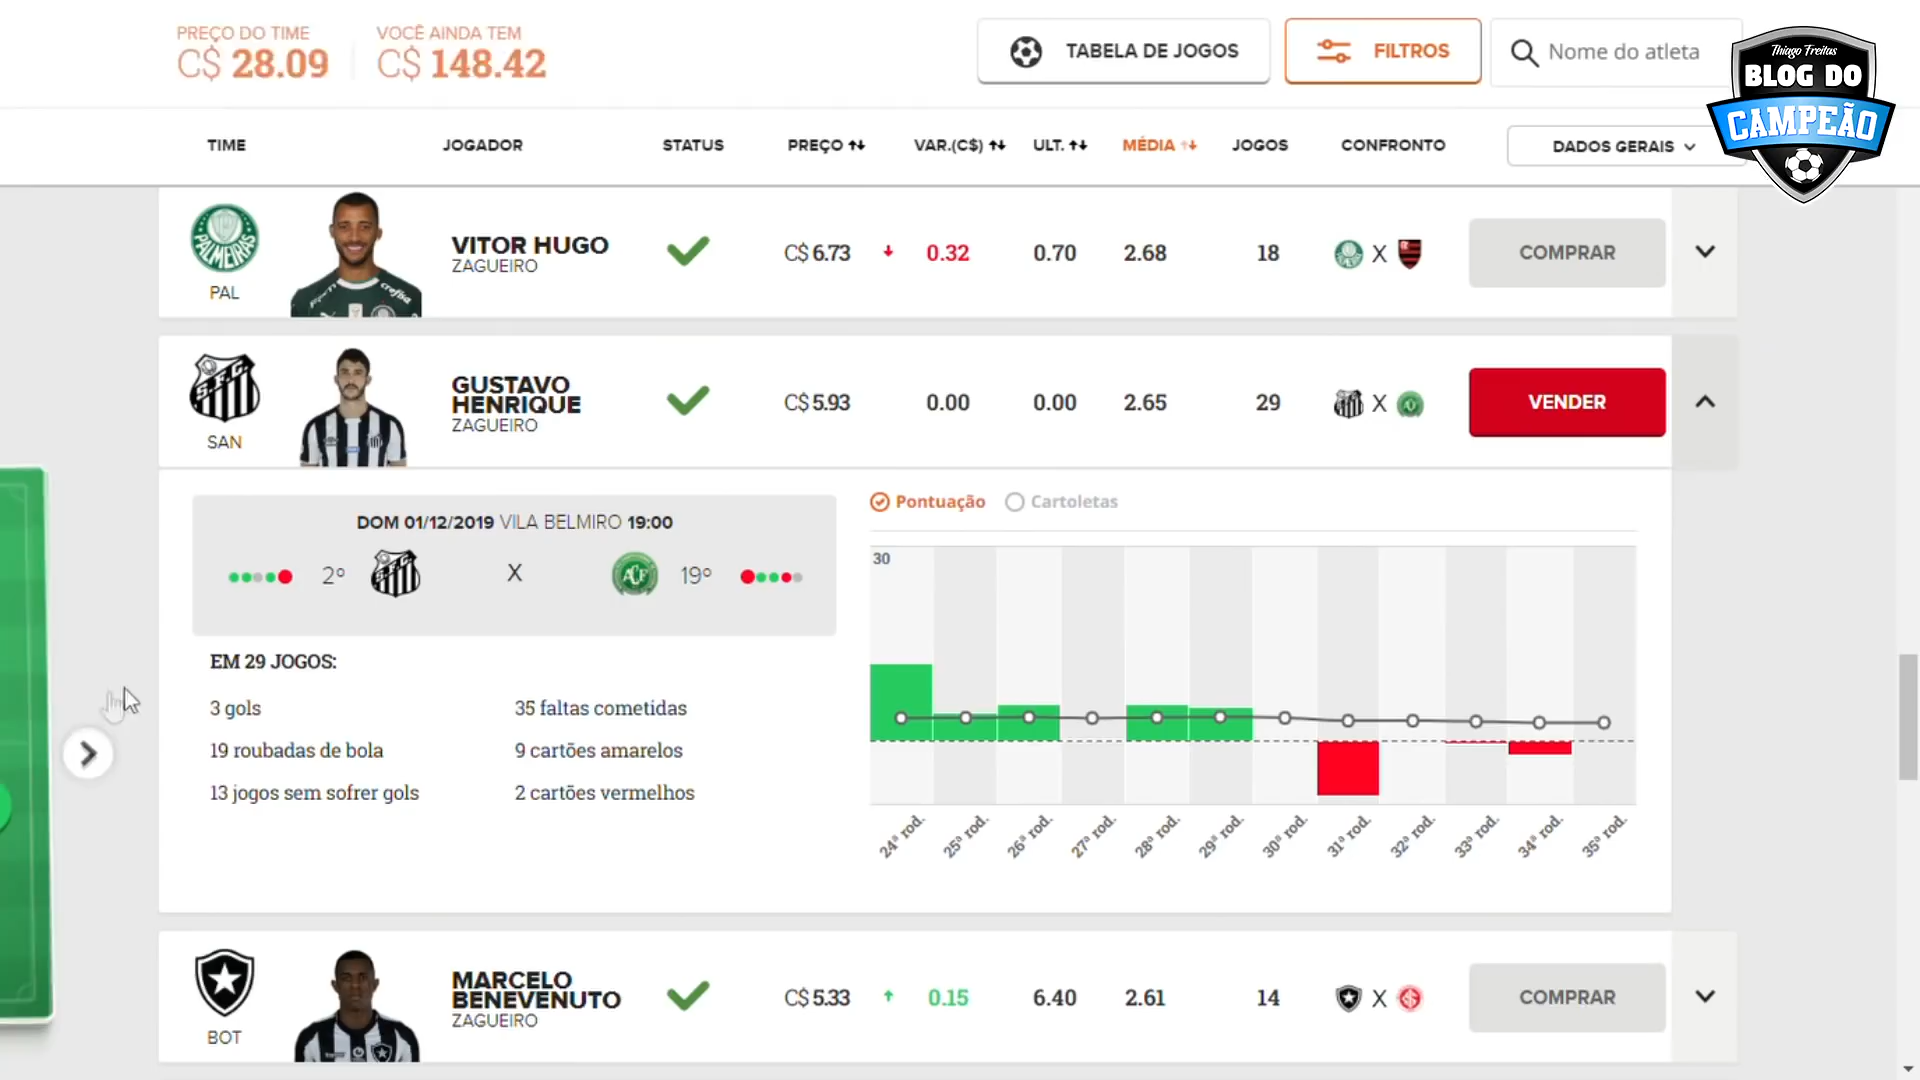 PREÇO DO TIME
C$ 28.09
VOCÊ AINDA TEM
C$ 148.42
TABELA DE JOGOS
FILTROS
Nome do atleta
Thiago Freitas
BLOG DO
CAMPEÃO
TIME
JOGADOR
STATUS
PREÇO
VAR.(C$)
ULT.
MÉDIA
JOGOS
CONFRONTO
DADOS GERAIS
PALMEIRAS
PAL
crefisa
VITOR HUGO
ZAGUEIRO
C$ 6.73
0.32
0.70
2.68
18
X
COMPRAR
S.F.C
SAN
GUSTAVO
HENRIQUE
ZAGUEIRO
C$ 5.93
0.00
0.00
2.65
29
X
VENDER
DOM 01/12/2019 VILA BELMIRO 19:00
2º
X
19º
EM 29 JOGOS:
3 gols
35 faltas cometidas
19 roubadas de bola
9 cartões amarelos
13 jogos sem sofrer gols
2 cartões vermelhos
Pontuação
Cartoletas
30
24ª rod.
25ª rod.
26ª rod.
27ª rod.
28ª rod.
29ª rod.
30ª rod.
31ª rod.
32ª rod.
33ª rod.
34ª rod.
35ª rod.
BOT
MARCELO
BENEVENUTO
ZAGUEIRO
C$ 5.33
0.15
6.40
2.61
14
X
COMPRAR